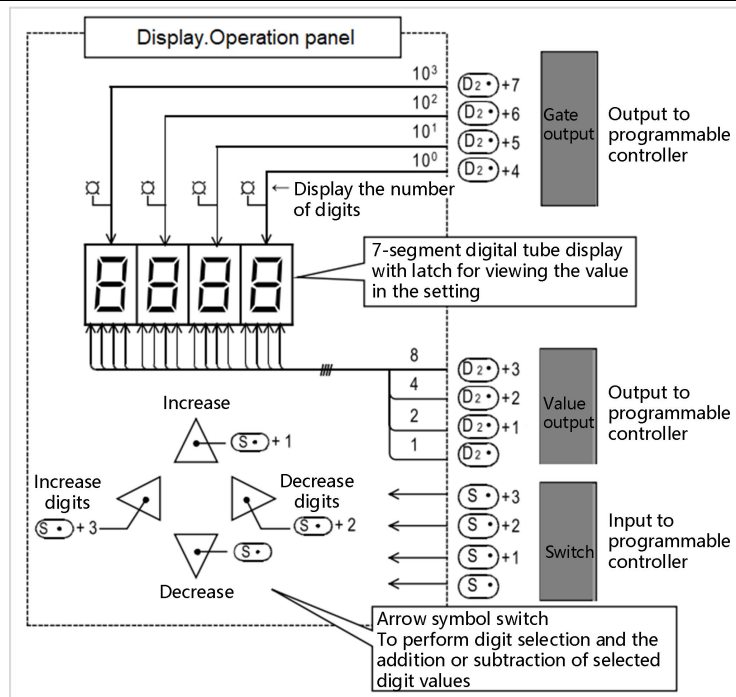 Display.Operation panel
10³
D₂• +7
10²
D₂• +6
10¹
D₂• +5
10⁰
D₂• +4
Gate
output
Output to
programmable
controller
← Display the number
of digits
8888
7-segment digital tube display
with latch for viewing the value
in the setting
8
D₂• +3
4
D₂• +2
2
D₂• +1
1
D₂•
Value
output
Output to
programmable
controller
Increase
S• +1
Increase
digits
S• +3
Decrease
digits
S• +2
S•
Decrease
S• +3
S• +2
S• +1
S•
Switch
Input to
programmable
controller
Arrow symbol switch
To perform digit selection and the
addition or subtraction of selected
digit values